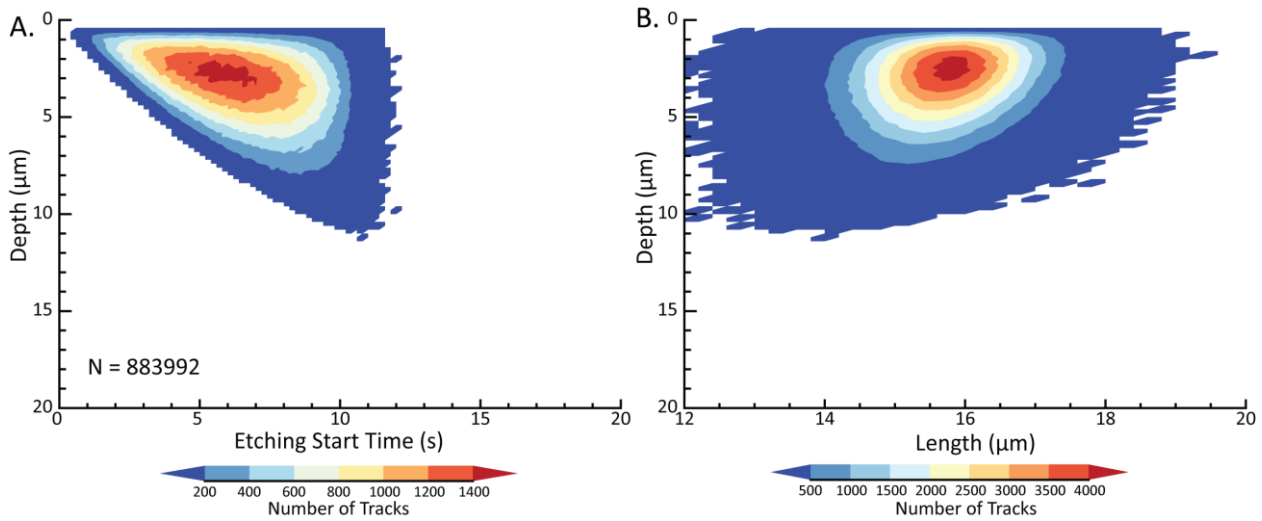 A.
0
5
10
15
20
Depth (µm)
N = 883992
0 5 10 15 20
Etching Start Time (s)
200 400 600 800 1000 1200 1400
Number of Tracks
B.
0
5
10
15
20
Depth (µm)
12 14 16 18 20
Length (µm)
500 1000 1500 2000 2500 3000 3500 4000
Number of Tracks